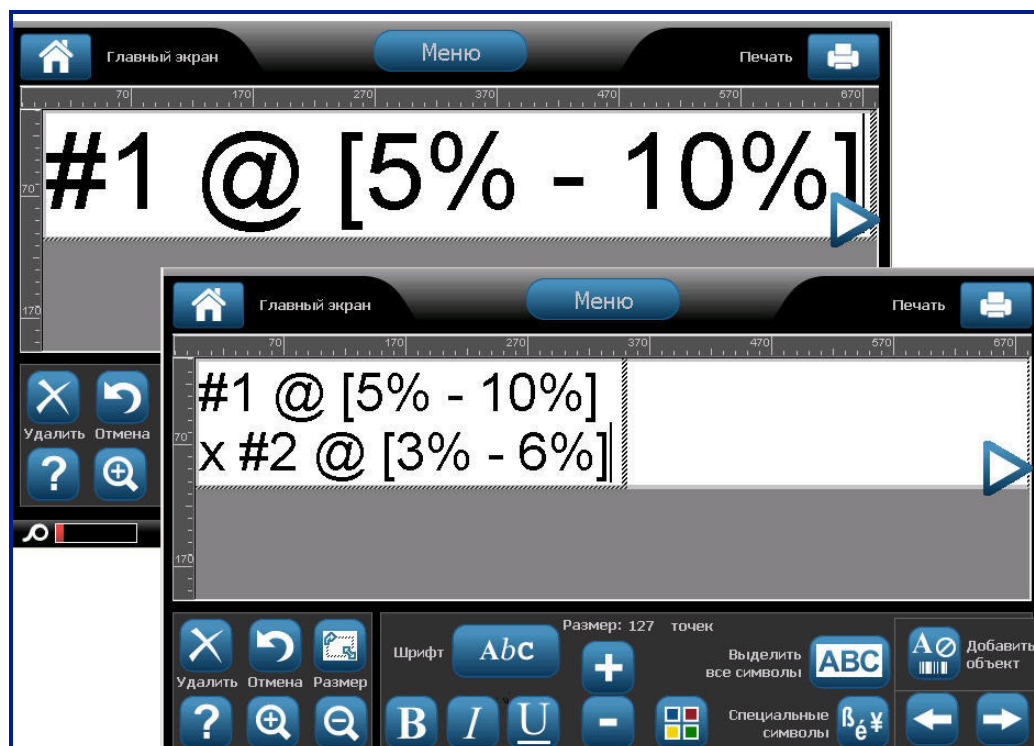 Главный экран
Меню
Печать
70 170 270 370 470 570 670
#1 @ [5% - 10%]
70
170
Удалить Отмена
?
Главный экран
Меню
Печать
70 170 270 370 470 570 670
#1 @ [5% - 10%]
x #2 @ [3% - 6%]
70
170
Размер: 127 точек
Шрифт
AbC
Выделить
все символы
ABC
A
Добавить
объект
Удалить Отмена Размер
?
B I U
Специальные
символы
ß é ¥